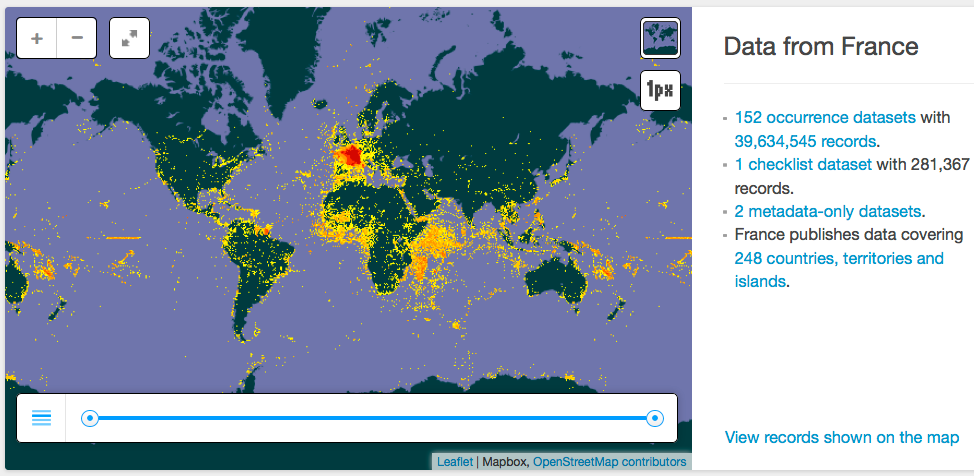 + −
1px
Data from France
152 occurrence datasets with
39,634,545 records.
1 checklist dataset with 281,367
records.
2 metadata-only datasets.
France publishes data covering
248 countries, territories and
islands.
View records shown on the map
Leaflet | Mapbox, OpenStreetMap contributors